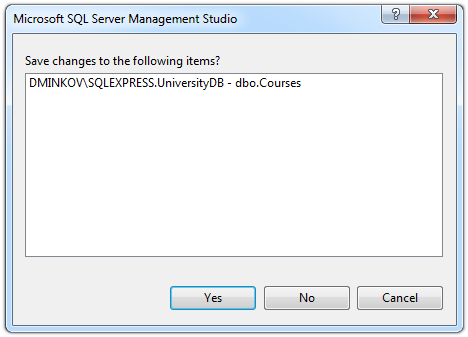 Microsoft SQL Server Management Studio
?
Save changes to the following items?
DMINKOV\SQLEXPRESS.UniversityDB - dbo.Courses
Yes No Cancel